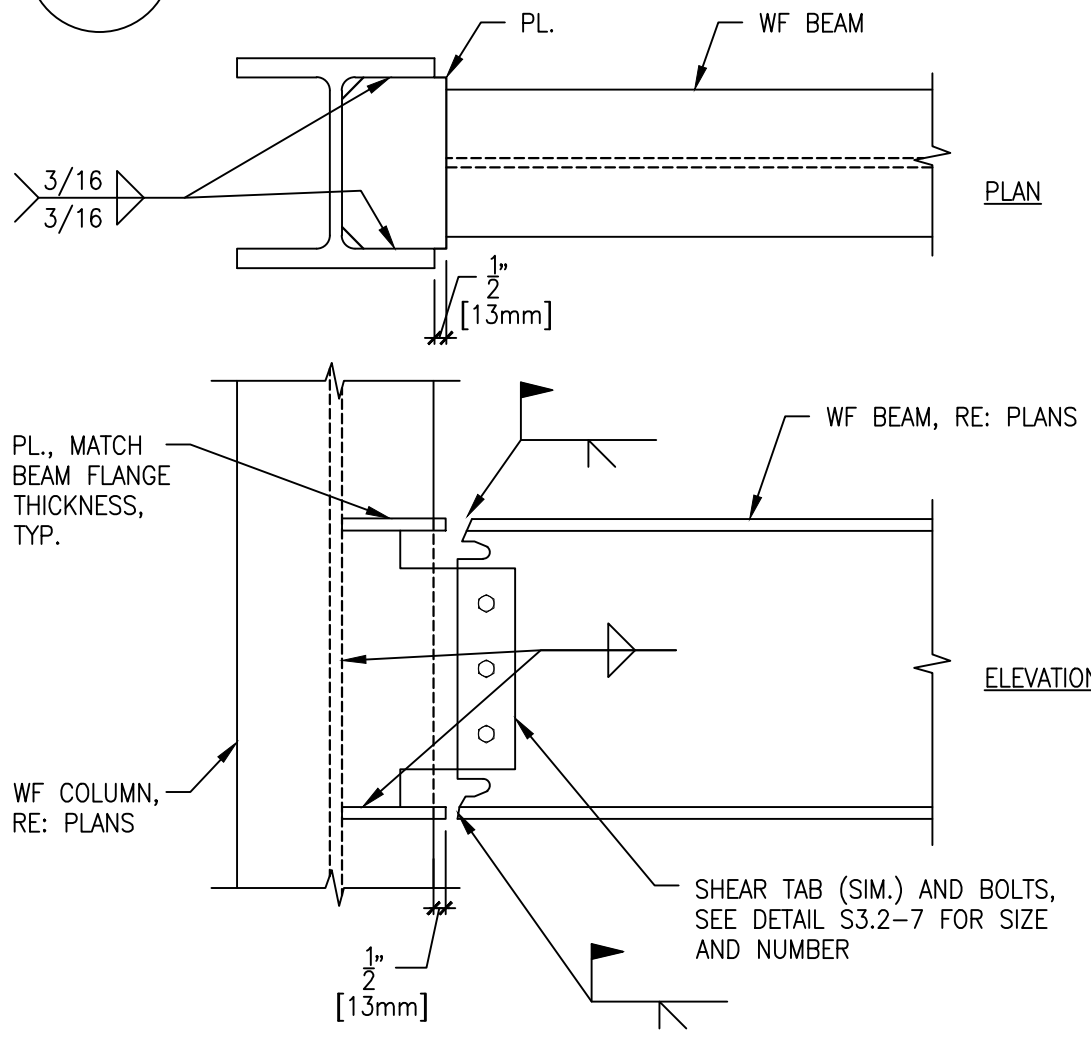 PL.
WF BEAM
3/16
3/16
PLAN
1/2"
[13mm]
PL., MATCH
BEAM FLANGE
THICKNESS,
TYP.
WF BEAM, RE: PLANS
ELEVATION
WF COLUMN,
RE: PLANS
SHEAR TAB (SIM.) AND BOLTS,
SEE DETAIL S3.2-7 FOR SIZE
AND NUMBER
1/2"
[13mm]